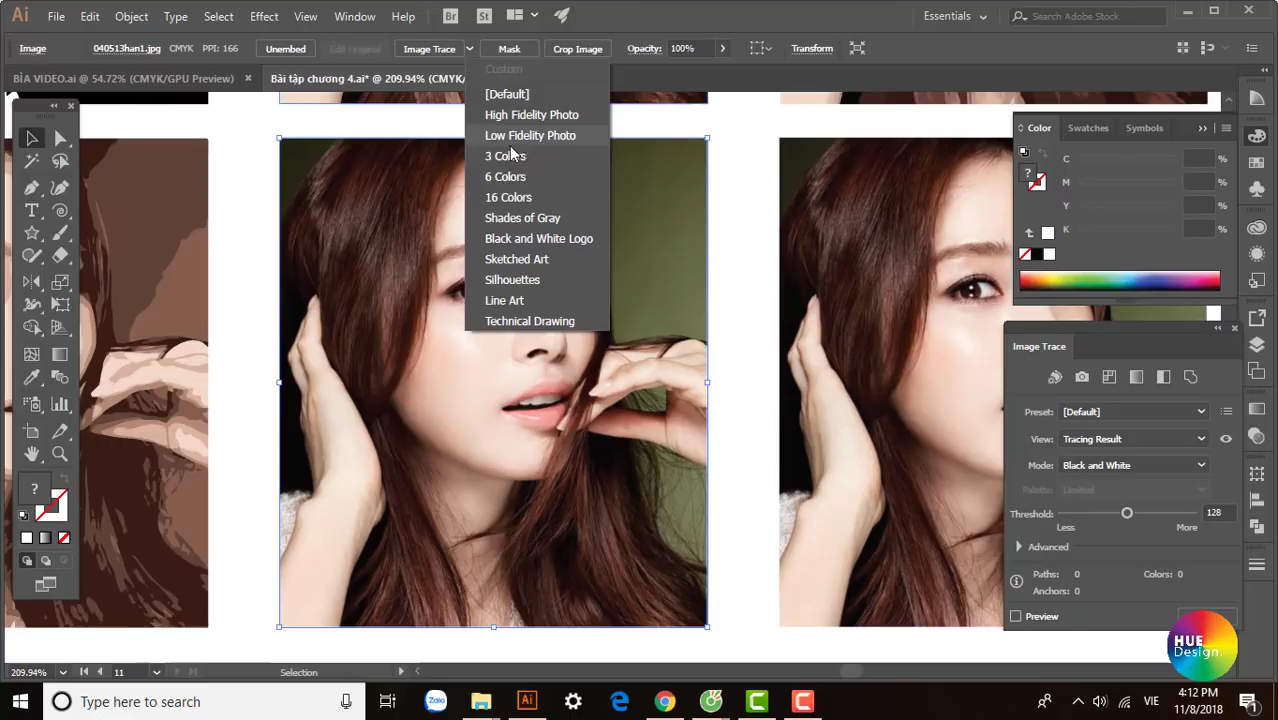 Ai File Edit Object Type Select Effect View Window Help Br St Essentials Search Adobe Stock
Image 040513han1.jpg CMYK PPI: 166 Unembed Edit Original Image Trace Mask Crop Image Opacity: 100% Transform
BÌA VIDEO.ai @ 54.72% (CMYK/GPU Preview) × Bài tập chương 4.ai* @ 209.94% (CMYK/
Custom
[Default]
High Fidelity Photo
Low Fidelity Photo
3 Colors
6 Colors
16 Colors
Shades of Gray
Black and White Logo
Sketched Art
Silhouettes
Line Art
Technical Drawing
Color Swatches Symbols
C %
M %
Y %
K %
Image Trace
Preset: [Default]
View: Tracing Result
Mode: Black and White
Palette: Limited
Threshold: 128
Less More
Advanced
Paths: 0 Colors: 0
Anchors: 0
Preview
HUE
Design.
209.94% 11 Selection
Type here to search Zalo Ai VIE 4:12 PM
11/8/2018 1